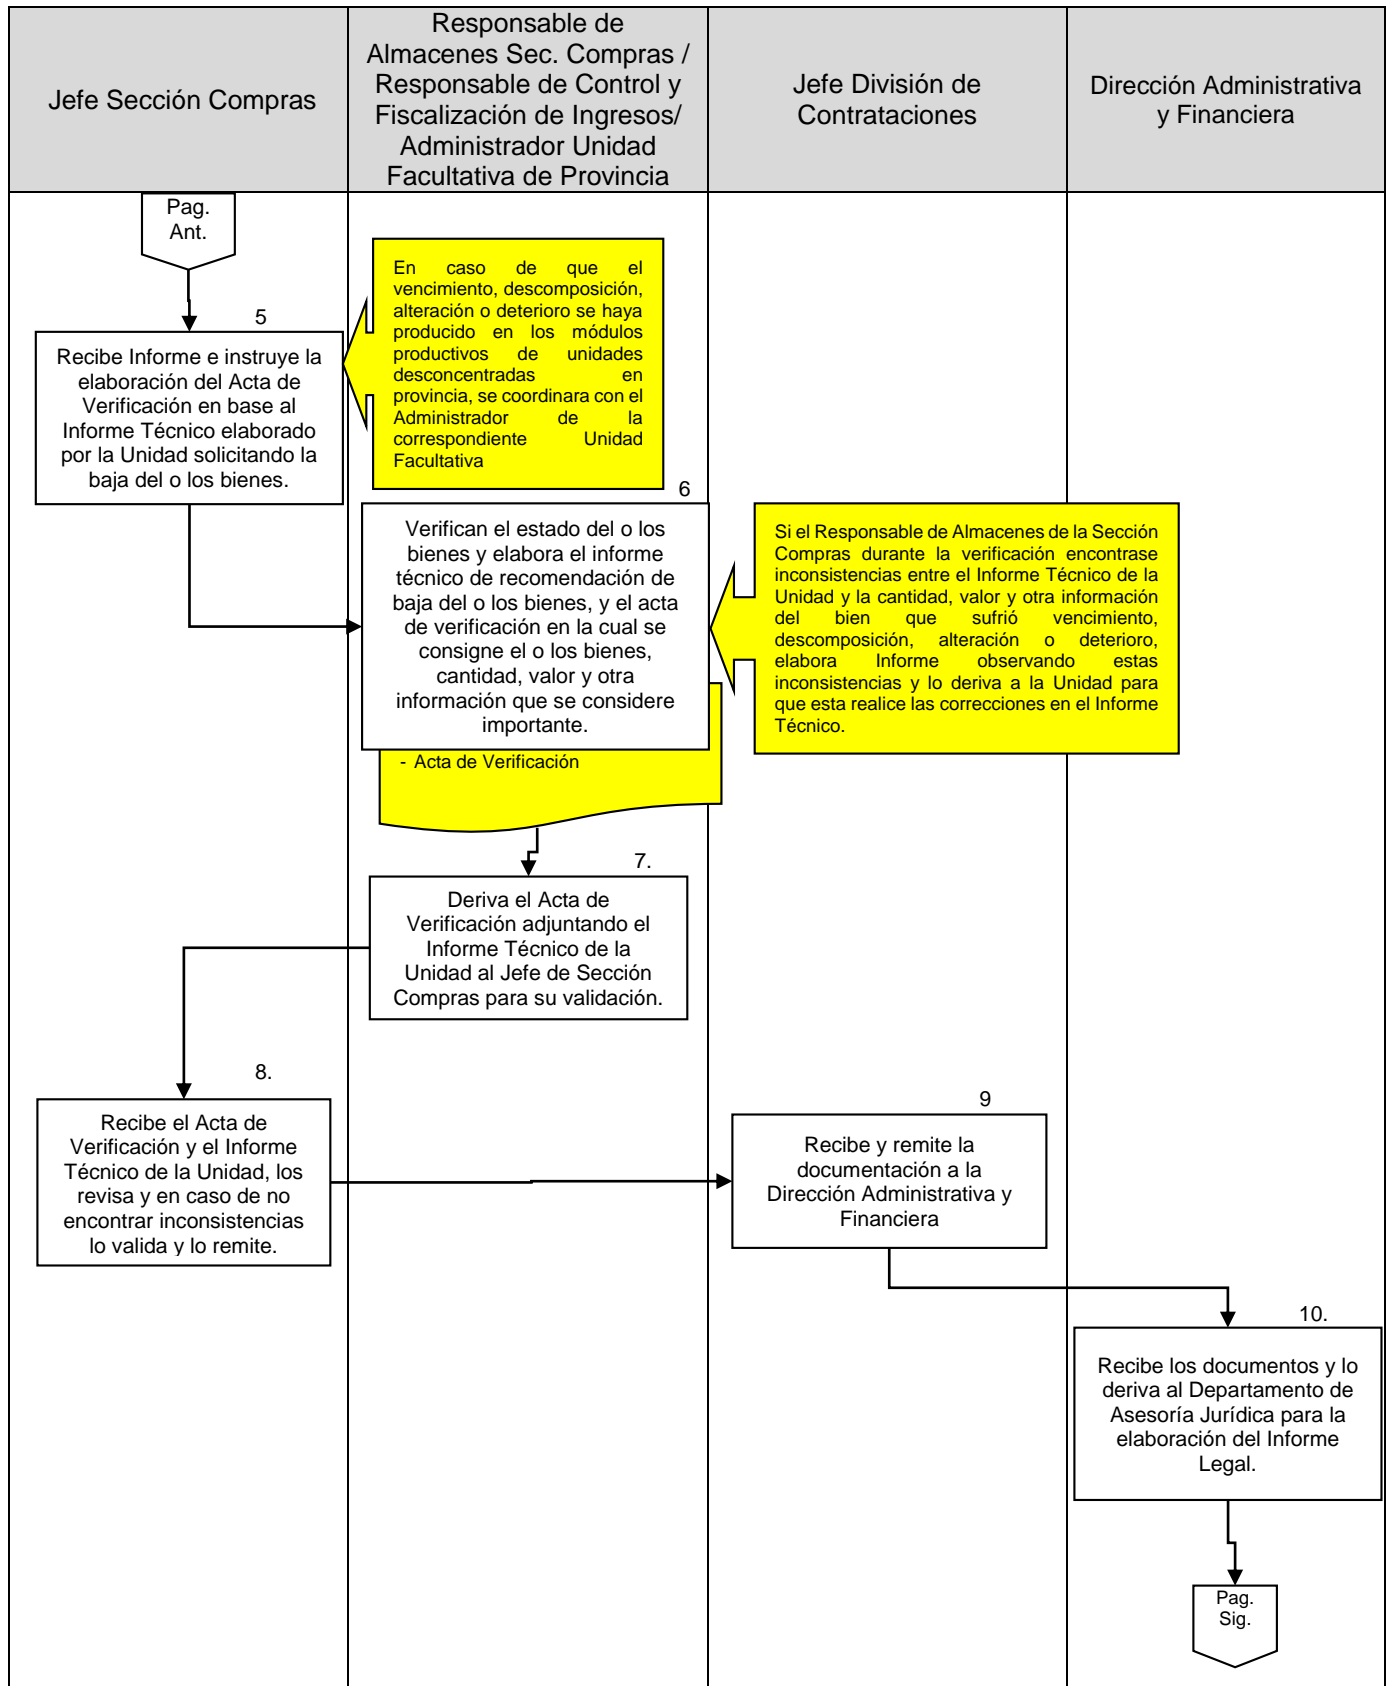 Jefe Sección Compras
Responsable de
Almacenes Sec. Compras /
Responsable de Control y
Fiscalización de Ingresos/
Administrador Unidad
Facultativa de Provincia
Jefe División de
Contrataciones
Dirección Administrativa
y Financiera
Pag.
Ant.
En caso de que el
vencimiento, descomposición,
alteración o deterioro se haya
producido en los módulos
productivos de unidades
desconcentradas en
provincia, se coordinara con el
Administrador de la
correspondiente Unidad
Facultativa
5
Recibe Informe e instruye la
elaboración del Acta de
Verificación en base al
Informe Técnico elaborado
por la Unidad solicitando la
baja del o los bienes.
6
Verifican el estado del o los
bienes y elabora el informe
técnico de recomendación de
baja del o los bienes, y el acta
de verificación en la cual se
consigne el o los bienes,
cantidad, valor y otra
información que se considere
importante.
Si el Responsable de Almacenes de la Sección
Compras durante la verificación encontrase
inconsistencias entre el Informe Técnico de la
Unidad y la cantidad, valor y otra información
del bien que sufrió vencimiento,
descomposición, alteración o deterioro,
elabora Informe observando estas
inconsistencias y lo deriva a la Unidad para
que esta realice las correcciones en el Informe
Técnico.
- Acta de Verificación
7.
Deriva el Acta de
Verificación adjuntando el
Informe Técnico de la
Unidad al Jefe de Sección
Compras para su validación.
8.
Recibe el Acta de
Verificación y el Informe
Técnico de la Unidad, los
revisa y en caso de no
encontrar inconsistencias
lo valida y lo remite.
9
Recibe y remite la
documentación a la
Dirección Administrativa y
Financiera
10.
Recibe los documentos y lo
deriva al Departamento de
Asesoría Jurídica para la
elaboración del Informe
Legal.
Pag.
Sig.